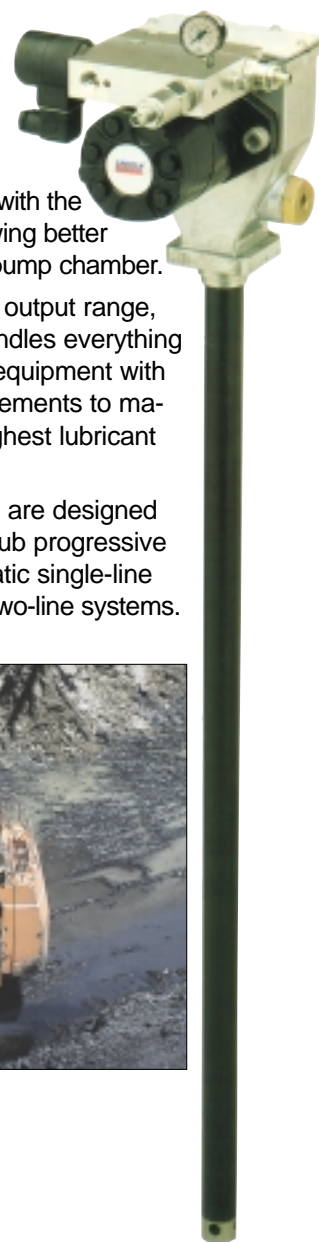 with the
ving better
pump chamber.
output range,
ndles everything
equipment with
ements to ma-
ghest lubricant
are designed
ub progressive
atic single-line
wo-line systems.
LINCOLN